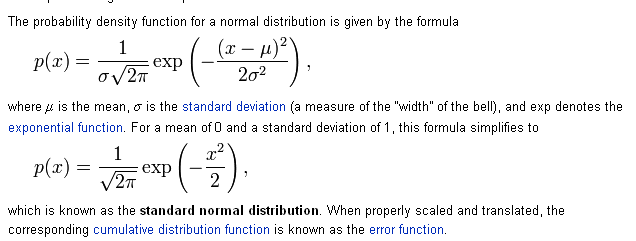 The probability density function for a normal distribution is given by the formula
p(x) = \frac{1}{\sigma\sqrt{2\pi}} \exp\left(-\frac{(x-\mu)^2}{2\sigma^2}\right),
where μ is the mean, σ is the standard deviation (a measure of the "width" of the bell), and exp denotes the
exponential function. For a mean of 0 and a standard deviation of 1, this formula simplifies to
p(x) = \frac{1}{\sqrt{2\pi}} \exp\left(-\frac{x^2}{2}\right),
which is known as the standard normal distribution. When properly scaled and translated, the
corresponding cumulative distribution function is known as the error function.